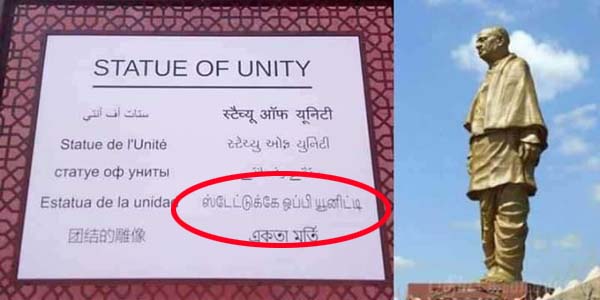 STATUE OF UNITY
ستات أف أنتي
स्टैच्यू ऑफ यूनिटी
Statue de l'Unité
સ્ટેચ્યુ ઓફ યુનિટી
статуе оф униты
Estatua de la unidad
ஸ்டேட்டுக்கே ஒப்பி யூனிட்டி
团结的雕像